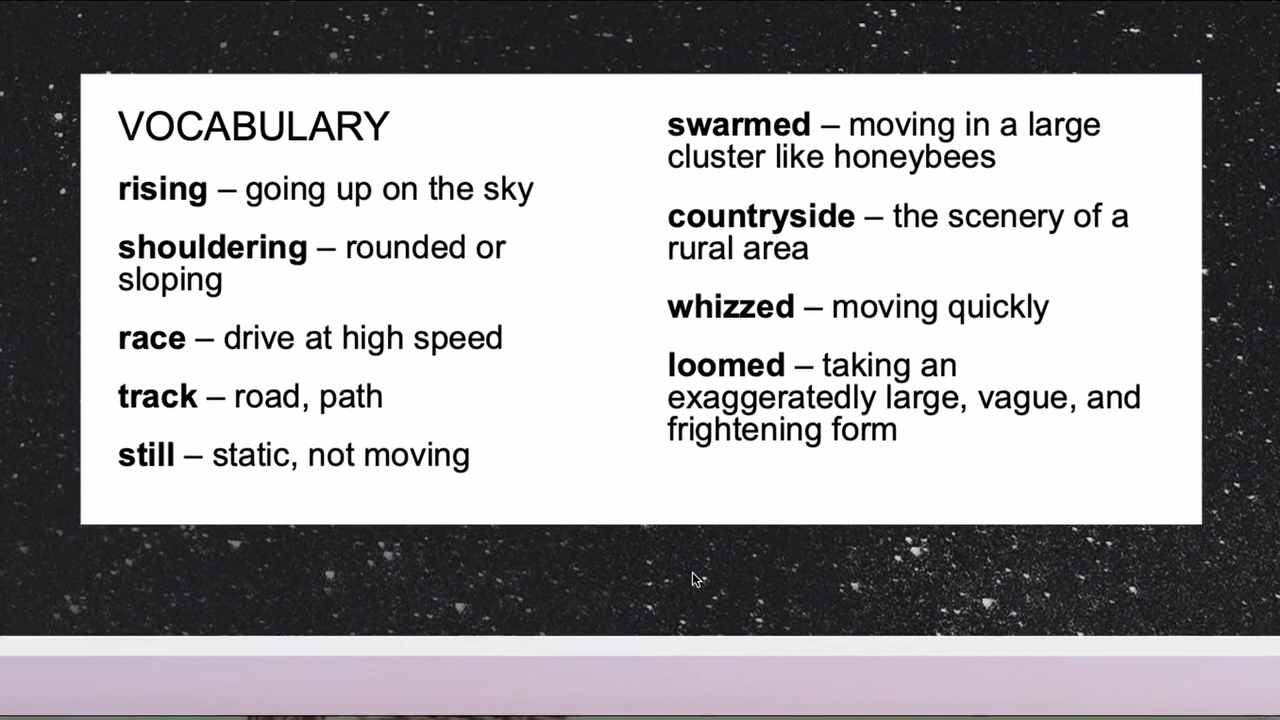 VOCABULARY
rising – going up on the sky
shouldering – rounded or
sloping
race – drive at high speed
track – road, path
still – static, not moving
swarmed – moving in a large
cluster like honeybees
countryside – the scenery of a
rural area
whizzed – moving quickly
loomed – taking an
exaggeratedly large, vague, and
frightening form